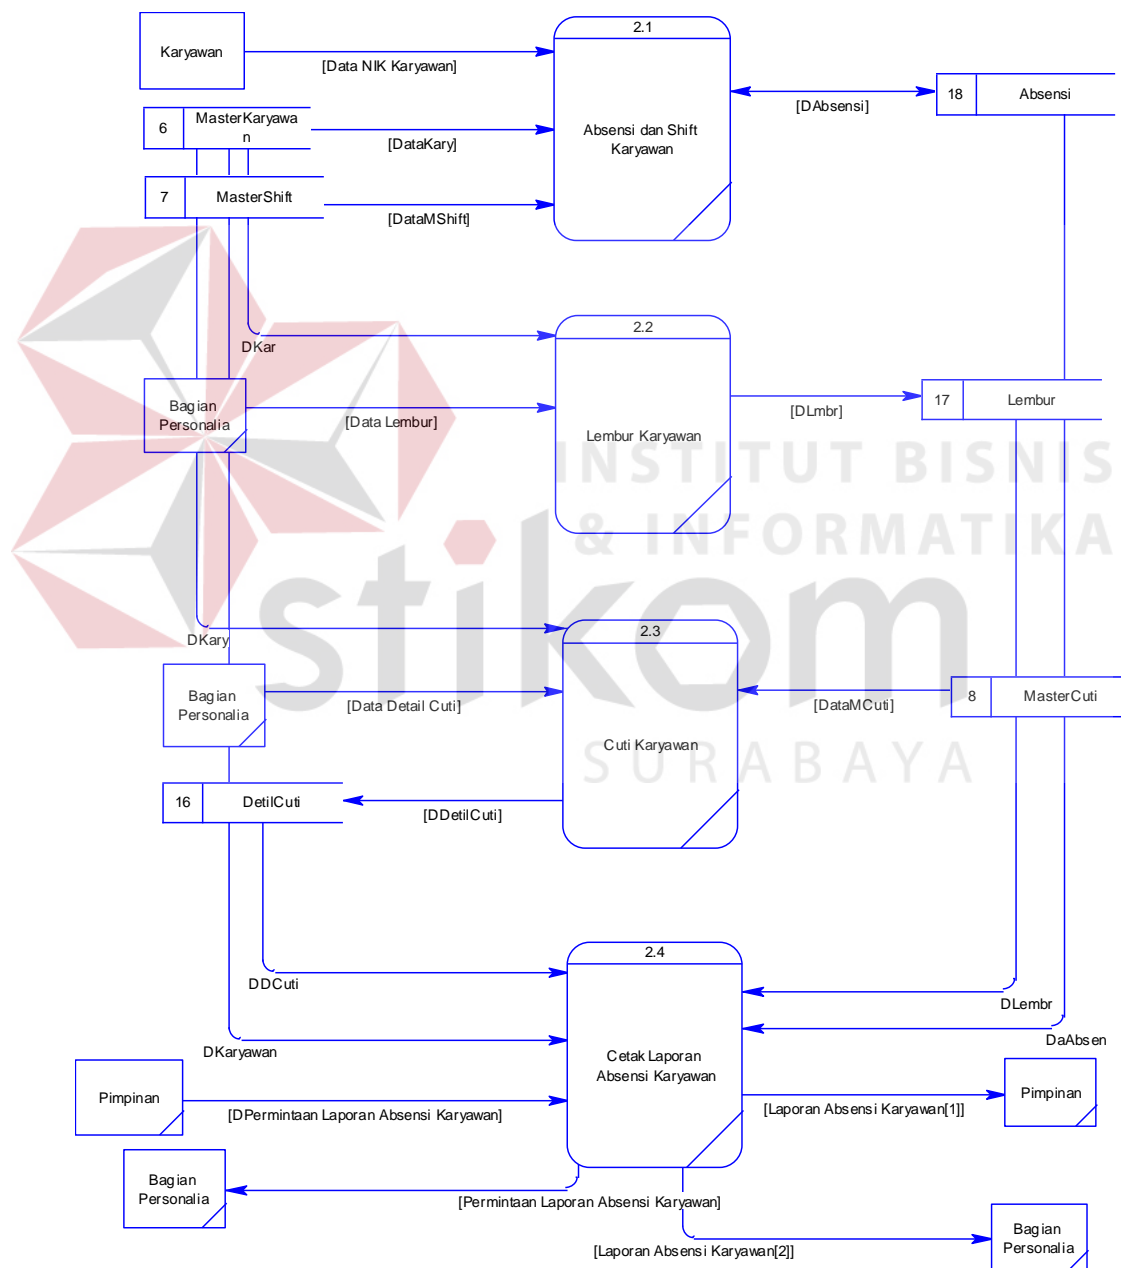 2.1
Karyawan
[Data NIK Karyawan]
18
Absensi
[DAbsensi]
6
MasterKaryawa
n
[DataKary]
Absensi dan Shift
Karyawan
7
MasterShift
[DataMShift]
2.2
DKar
Bagian
Personalia
[Data Lembur]
Lembur Karyawan
[DLmbr]
17
Lembur
INSTITUT BISNIS
& INFORMATIKA
stikom
SURABAYA
2.3
DKary
Bagian
Personalia
[Data Detail Cuti]
[DataMCuti]
8
MasterCuti
Cuti Karyawan
16
DetilCuti
[DDetilCuti]
2.4
DDCuti
DLembr
DaAbsen
DKaryawan
Cetak Laporan
Absensi Karyawan
Pimpinan
[DPermintaan Laporan Absensi Karyawan]
[Laporan Absensi Karyawan[1]]
Pimpinan
Bagian
Personalia
[Permintaan Laporan Absensi Karyawan]
[Laporan Absensi Karyawan[2]]
Bagian
Personalia